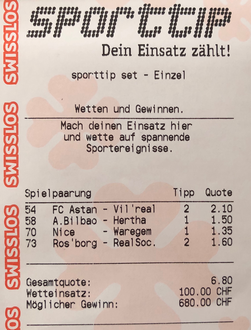 sporttip
Dein Einsatz zählt!
sporttip set - Einzel
Wetten und Gewinnen.
Mach deinen Einsatz hier
und wette auf spannende
Sportereignisse.
Spielpaarung Tipp Quote
54 FC Astan - Vil'real 2 2.10
58 A.Bilbao - Hertha 1 1.50
70 Nice - Waregem 1 1.35
73 Ros'borg - RealSoc. 2 1.60
Gesamtquote: 6.80
Wetteinsatz: 100.00 CHF
Möglicher Gewinn: 680.00 CHF
SWISSLOS
SWISSLOS
SWISSLOS
SWISSLOS